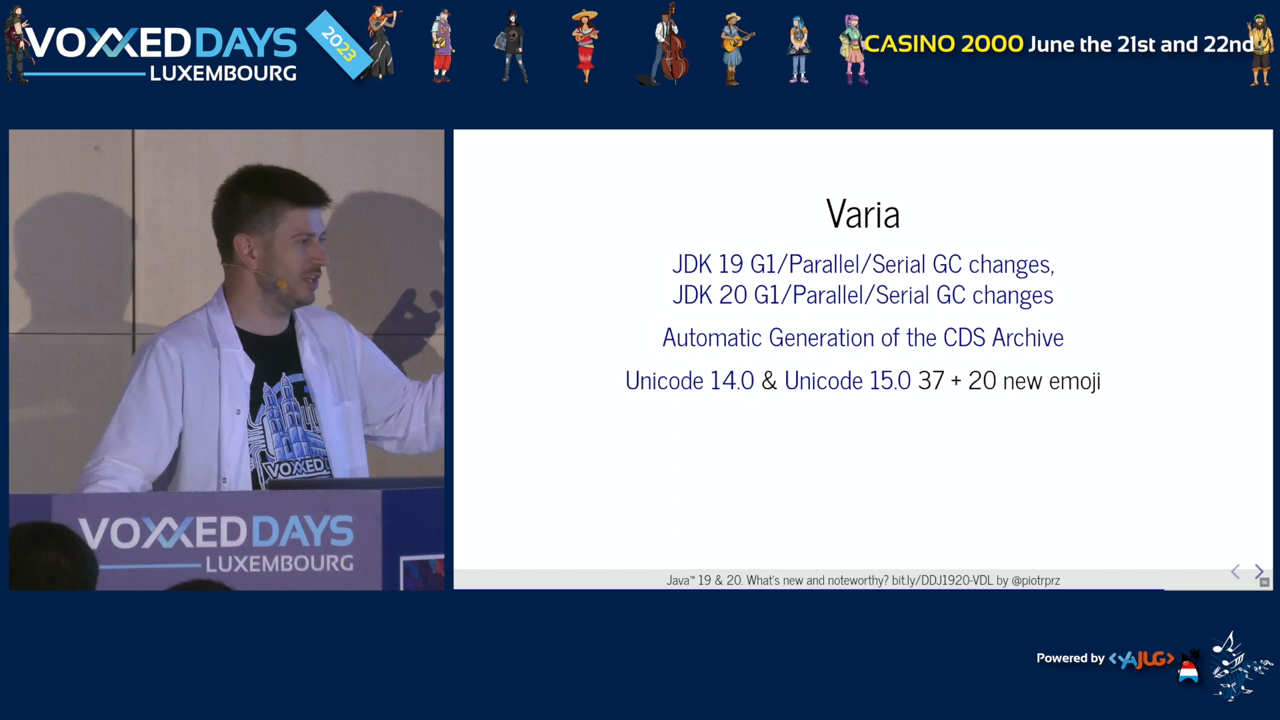 VOXXEDDAYS
LUXEMBOURG
2023
CASINO 2000 June the 21st and 22nd
Varia
JDK 19 G1/Parallel/Serial GC changes,
JDK 20 G1/Parallel/Serial GC changes
Automatic Generation of the CDS Archive
Unicode 14.0 & Unicode 15.0 37 + 20 new emoji
VOXXED
VOXXEDDAYS
LUXEMBOURG
Java™ 19 & 20. What's new and noteworthy? bit.ly/DDJ1920-VDL by @piotrprz
Powered by <YAJUG>